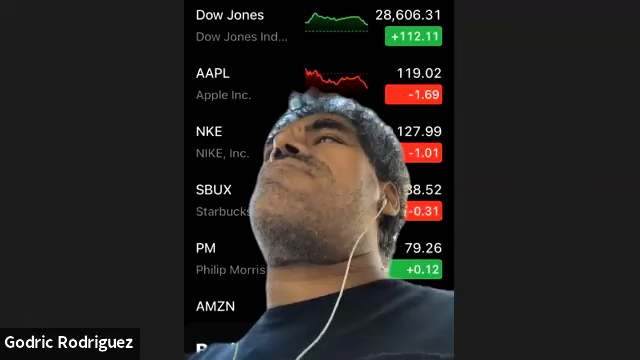 Dow Jones 28,606.31
Dow Jones Ind... +112.11
AAPL 119.02
Apple Inc. -1.69
NKE 127.99
NIKE, Inc. -1.01
SBUX 38.52
Starbucks -0.31
PM 79.26
Philip Morris +0.12
AMZN
Godric Rodriguez